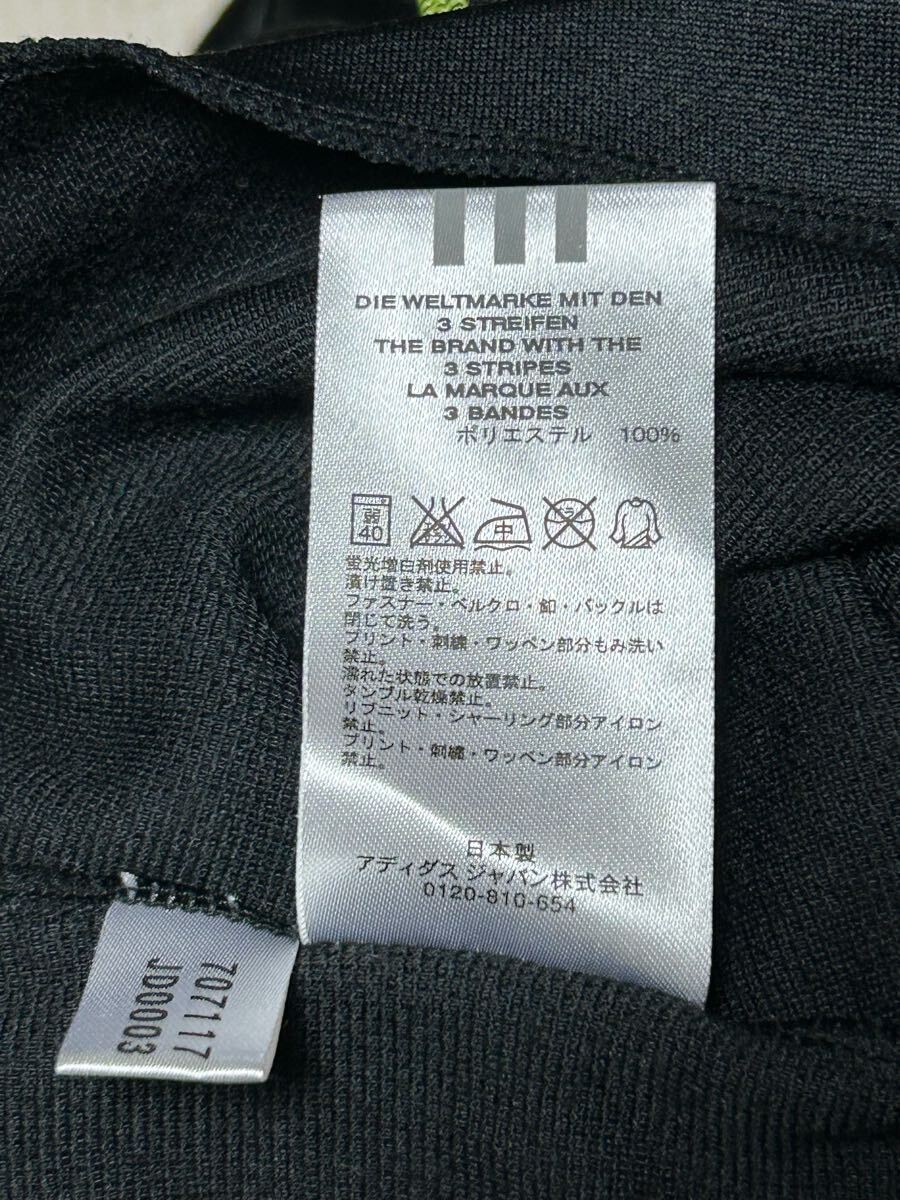 DIE WELTMARKE MIT DEN
3 STREIFEN
THE BRAND WITH THE
3 STRIPES
LA MARQUE AUX
3 BANDES
ポリエステル 100%
弱
40
中
蛍光増白剤使用禁止。
漬け置き禁止。
ファスナー・ベルクロ・釦・バックルは
閉じて洗う。
プリント・刺繍・ワッペン部分もみ洗い
禁止。
濡れた状態での放置禁止。
タンブル乾燥禁止。
リブニット・シャーリング部分アイロン
禁止。
プリント・刺繍・ワッペン部分アイロン
禁止。
日本製
アディダス ジャパン株式会社
0120-810-654
707117
JD0003